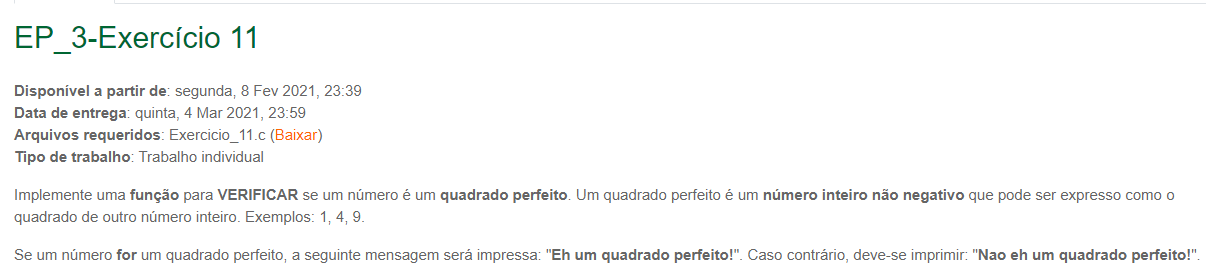 EP_3-Exercício 11
Disponível a partir de: segunda, 8 Fev 2021, 23:39
Data de entrega: quinta, 4 Mar 2021, 23:59
Arquivos requeridos: Exercicio_11.c (Baixar)
Tipo de trabalho: Trabalho individual
Implemente uma função para VERIFICAR se um número é um quadrado perfeito. Um quadrado perfeito é um número inteiro não negativo que pode ser expresso como o
quadrado de outro número inteiro. Exemplos: 1, 4, 9.
Se um número for um quadrado perfeito, a seguinte mensagem será impressa: "Eh um quadrado perfeito!". Caso contrário, deve-se imprimir: "Nao eh um quadrado perfeito!".